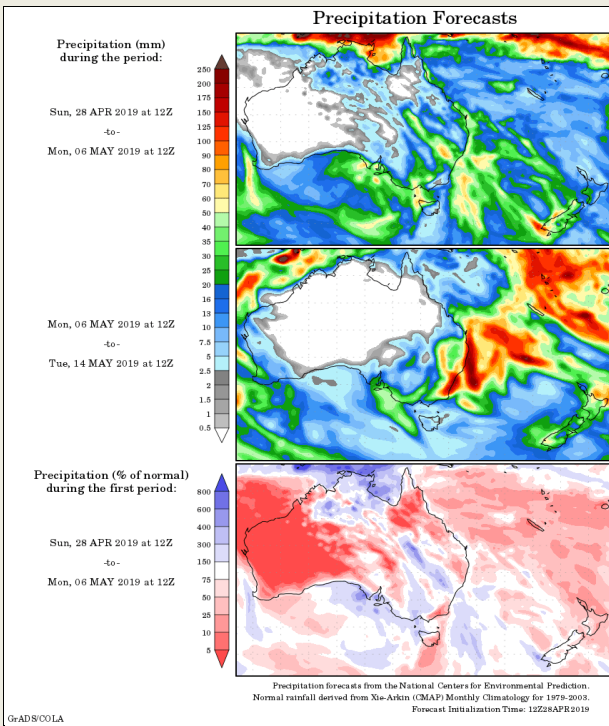 Precipitation Forecasts
Precipitation (mm)
during the period:
Sun, 28 APR 2019 at 12Z
-to-
Mon, 06 MAY 2019 at 12Z
250
200
175
150
125
100
90
80
70
60
50
40
35
30
25
20
16
13
10
7.5
5
2.5
2
1.5
1
0.5
Mon, 06 MAY 2019 at 12Z
-to-
Tue, 14 MAY 2019 at 12Z
Precipitation (% of normal)
during the first period:
Sun, 28 APR 2019 at 12Z
-to-
Mon, 06 MAY 2019 at 12Z
800
600
400
300
150
75
50
25
10
5
Precipitation forecasts from the National Centers for Environmental Prediction.
Normal rainfall derived from Xie-Arkin (CMAP) Monthly Climatology for 1979-2003.
Forecast Initialization Time: 12Z28APR2019
GrADS/COLA